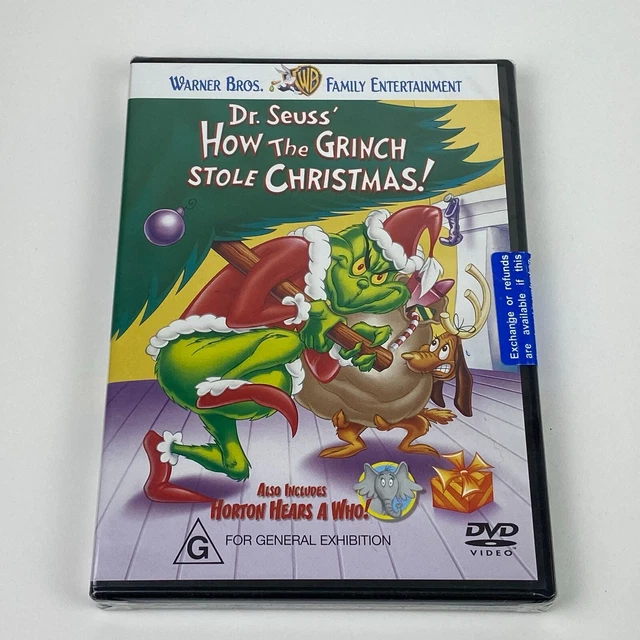 WARNER BROS. WB FAMILY ENTERTAINMENT
Dr. Seuss'
HOW THE GRINCH
STOLE CHRISTMAS!
Exchange or refunds
are available if this
ALSO INCLUDES
HORTON HEARS A WHO!
G FOR GENERAL EXHIBITION
DVD
VIDEO